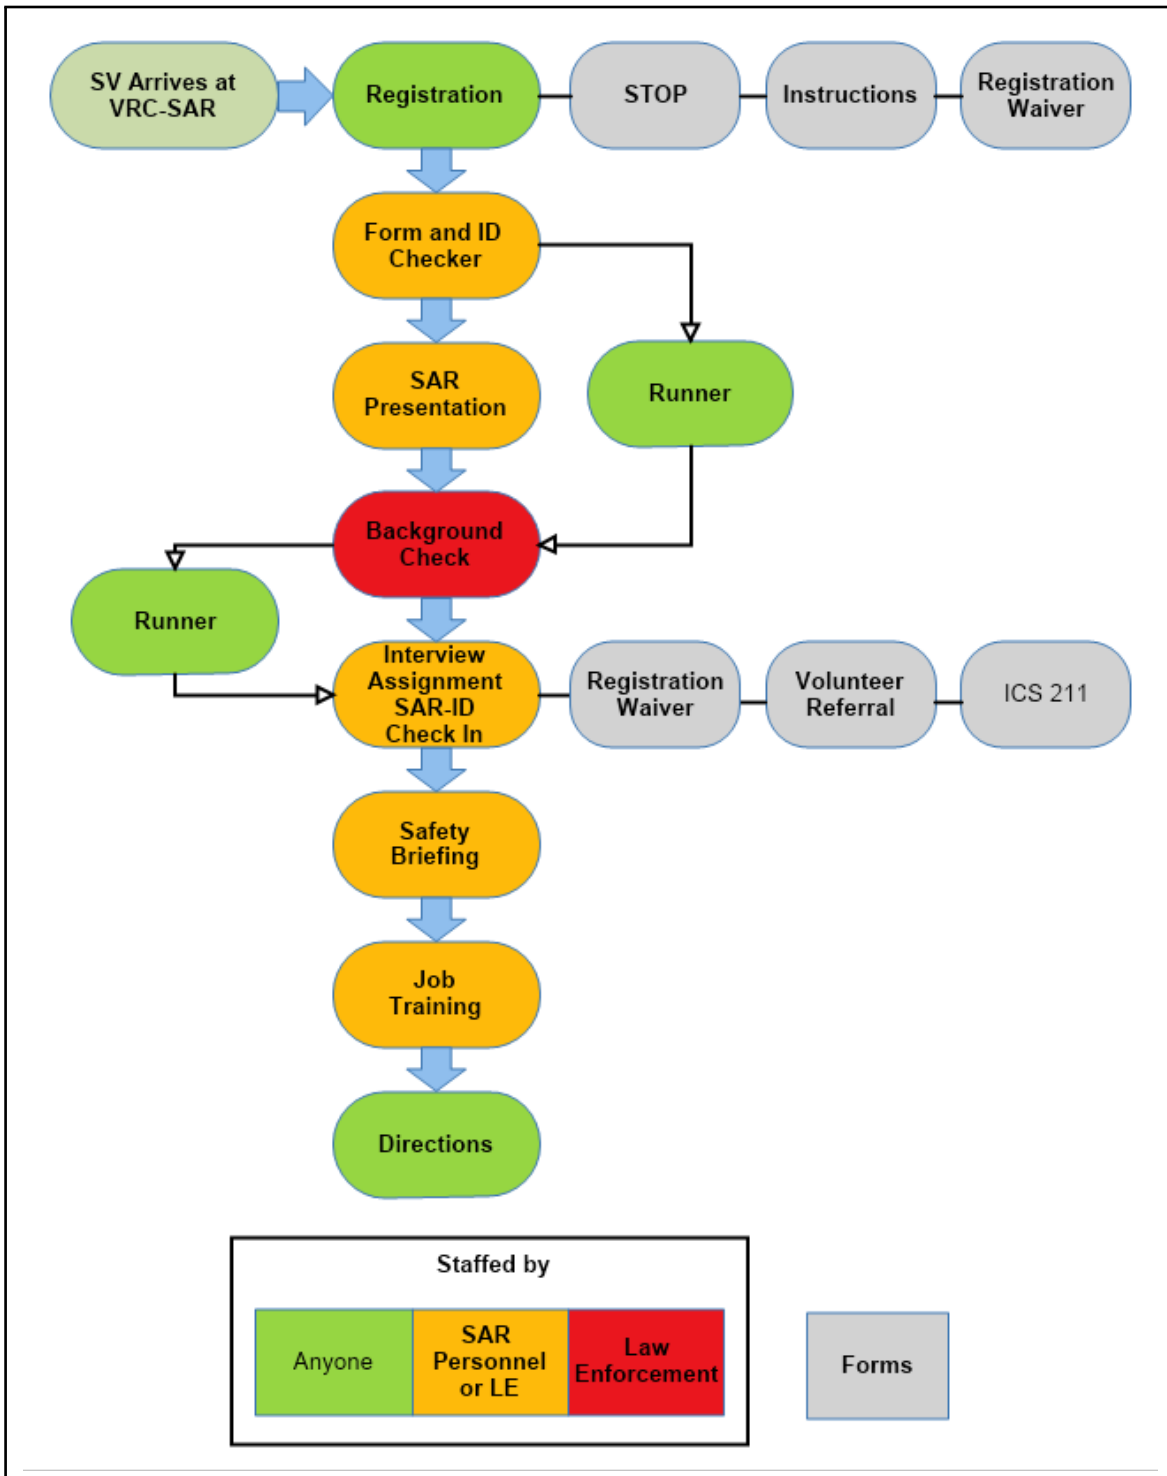 SV Arrives at
VRC-SAR
Registration
STOP
Instructions
Registration
Waiver
Form and ID
Checker
SAR
Presentation
Runner
Background
Check
Runner
Interview
Assignment
SAR-ID
Check In
Registration
Waiver
Volunteer
Referral
ICS 211
Safety
Briefing
Job
Training
Directions
Staffed by
Anyone
SAR
Personnel
or LE
Law
Enforcement
Forms